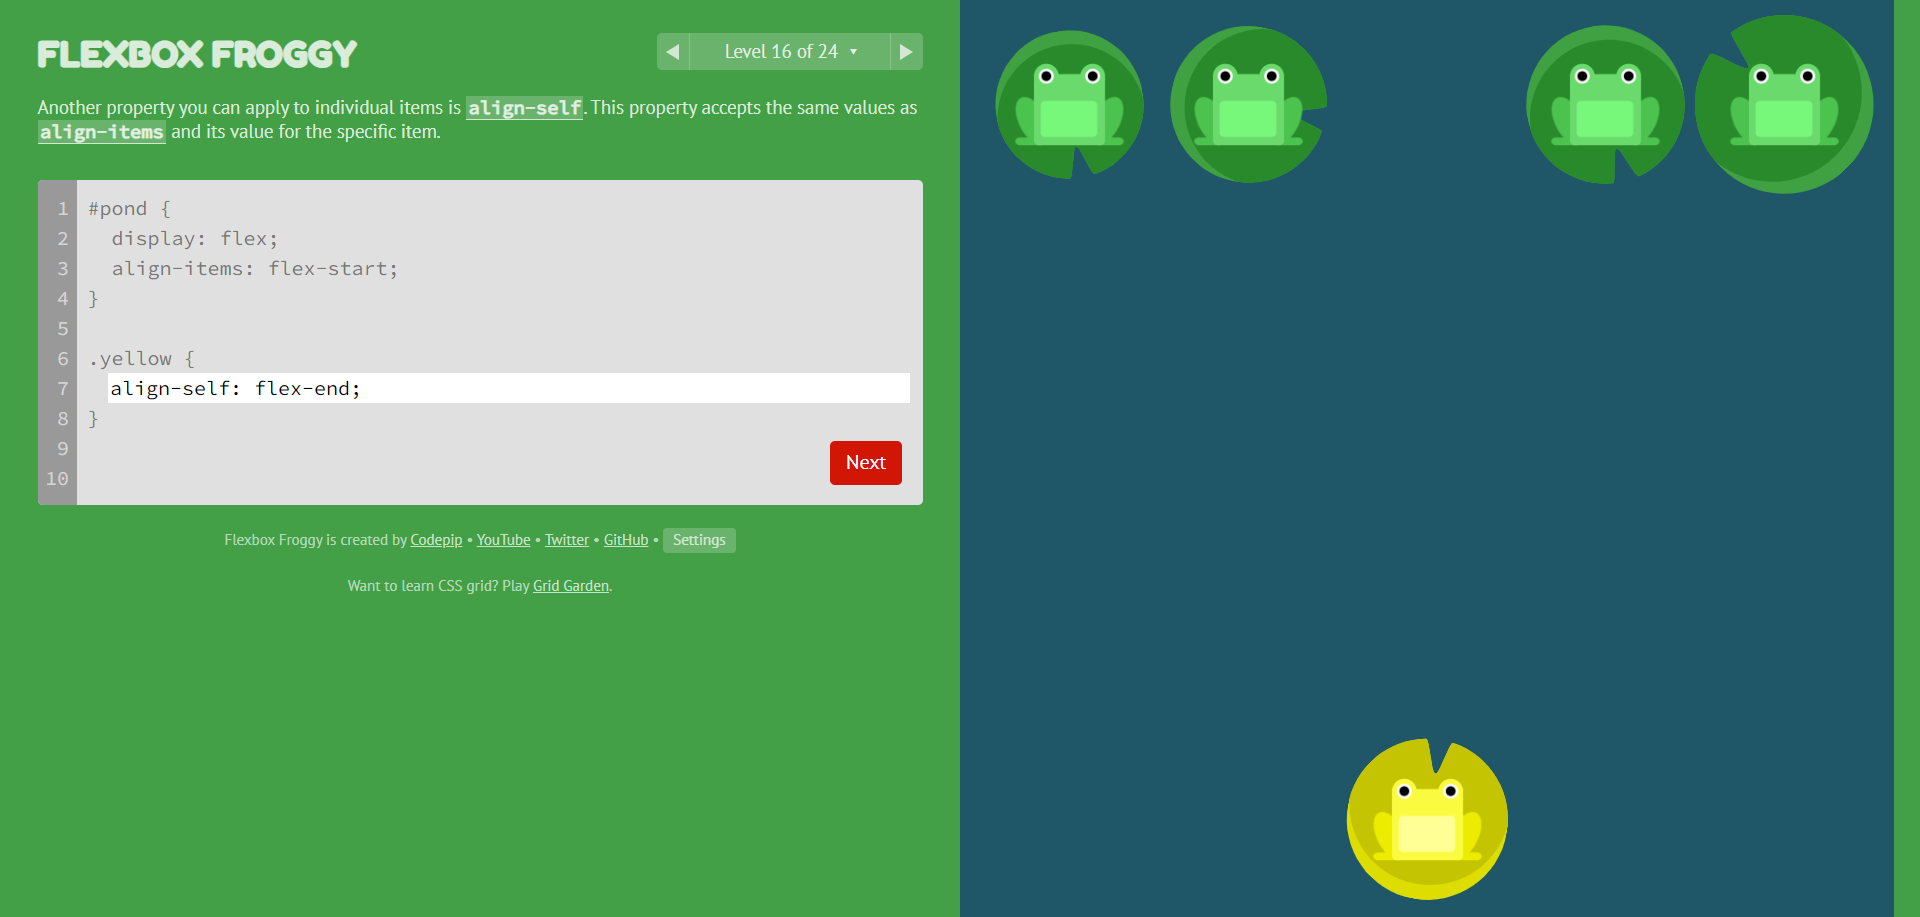 FLEXBOX FROGGY
Level 16 of 24
Another property you can apply to individual items is align-self. This property accepts the same values as
align-items and its value for the specific item.
1 #pond {
2 display: flex;
3 align-items: flex-start;
4 }
5
6 .yellow {
7 align-self: flex-end;
8 }
9
10
Next
Flexbox Froggy is created by Codepip • YouTube • Twitter • GitHub • Settings
Want to learn CSS grid? Play Grid Garden.